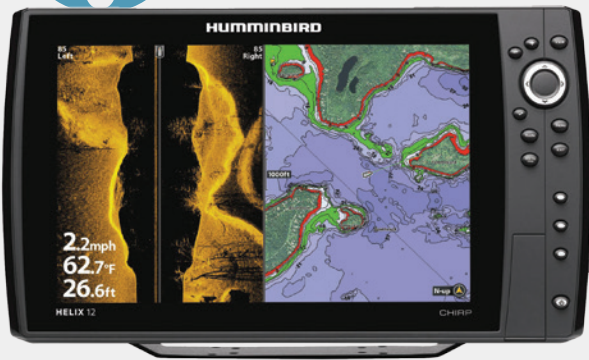 HUMMINBIRD
85
Left
85
Right
1000ft
2.2mph
62.7°F
26.6ft
N-up
HELIX 12
CHIRP